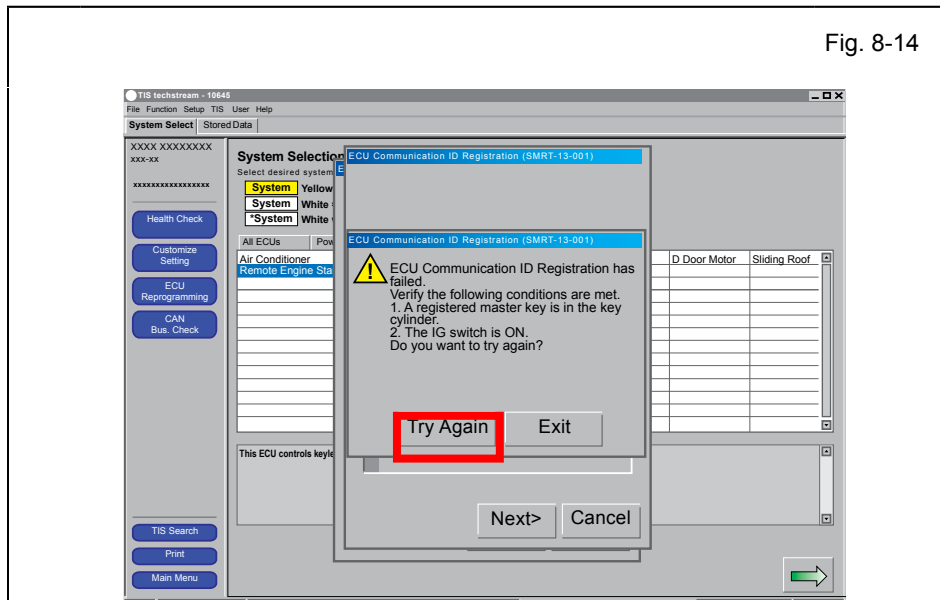 Fig. 8-14
TIS techstream - 10645
File Function Setup TIS User Help
System Select Stored Data
XXXX XXXXXXXX
xxx-xx
xxxxxxxxxxxxxxxxx
Health Check
Customize
Setting
ECU
Reprogramming
CAN
Bus. Check
TIS Search
Print
Main Menu
System Selection
Select desired system
System Yellow
System White
*System White
All ECUs Pow
Air Conditioner
Remote Engine Sta
D Door Motor Sliding Roof
This ECU controls keyle
E
ECU Communication ID Registration (SMRT-13-001)
ECU Communication ID Registration (SMRT-13-001)
ECU Communication ID Registration has
failed.
Verify the following conditions are met.
1. A registered master key is in the key
cylinder.
2. The IG switch is ON.
Do you want to try again?
Try Again Exit
Next> Cancel